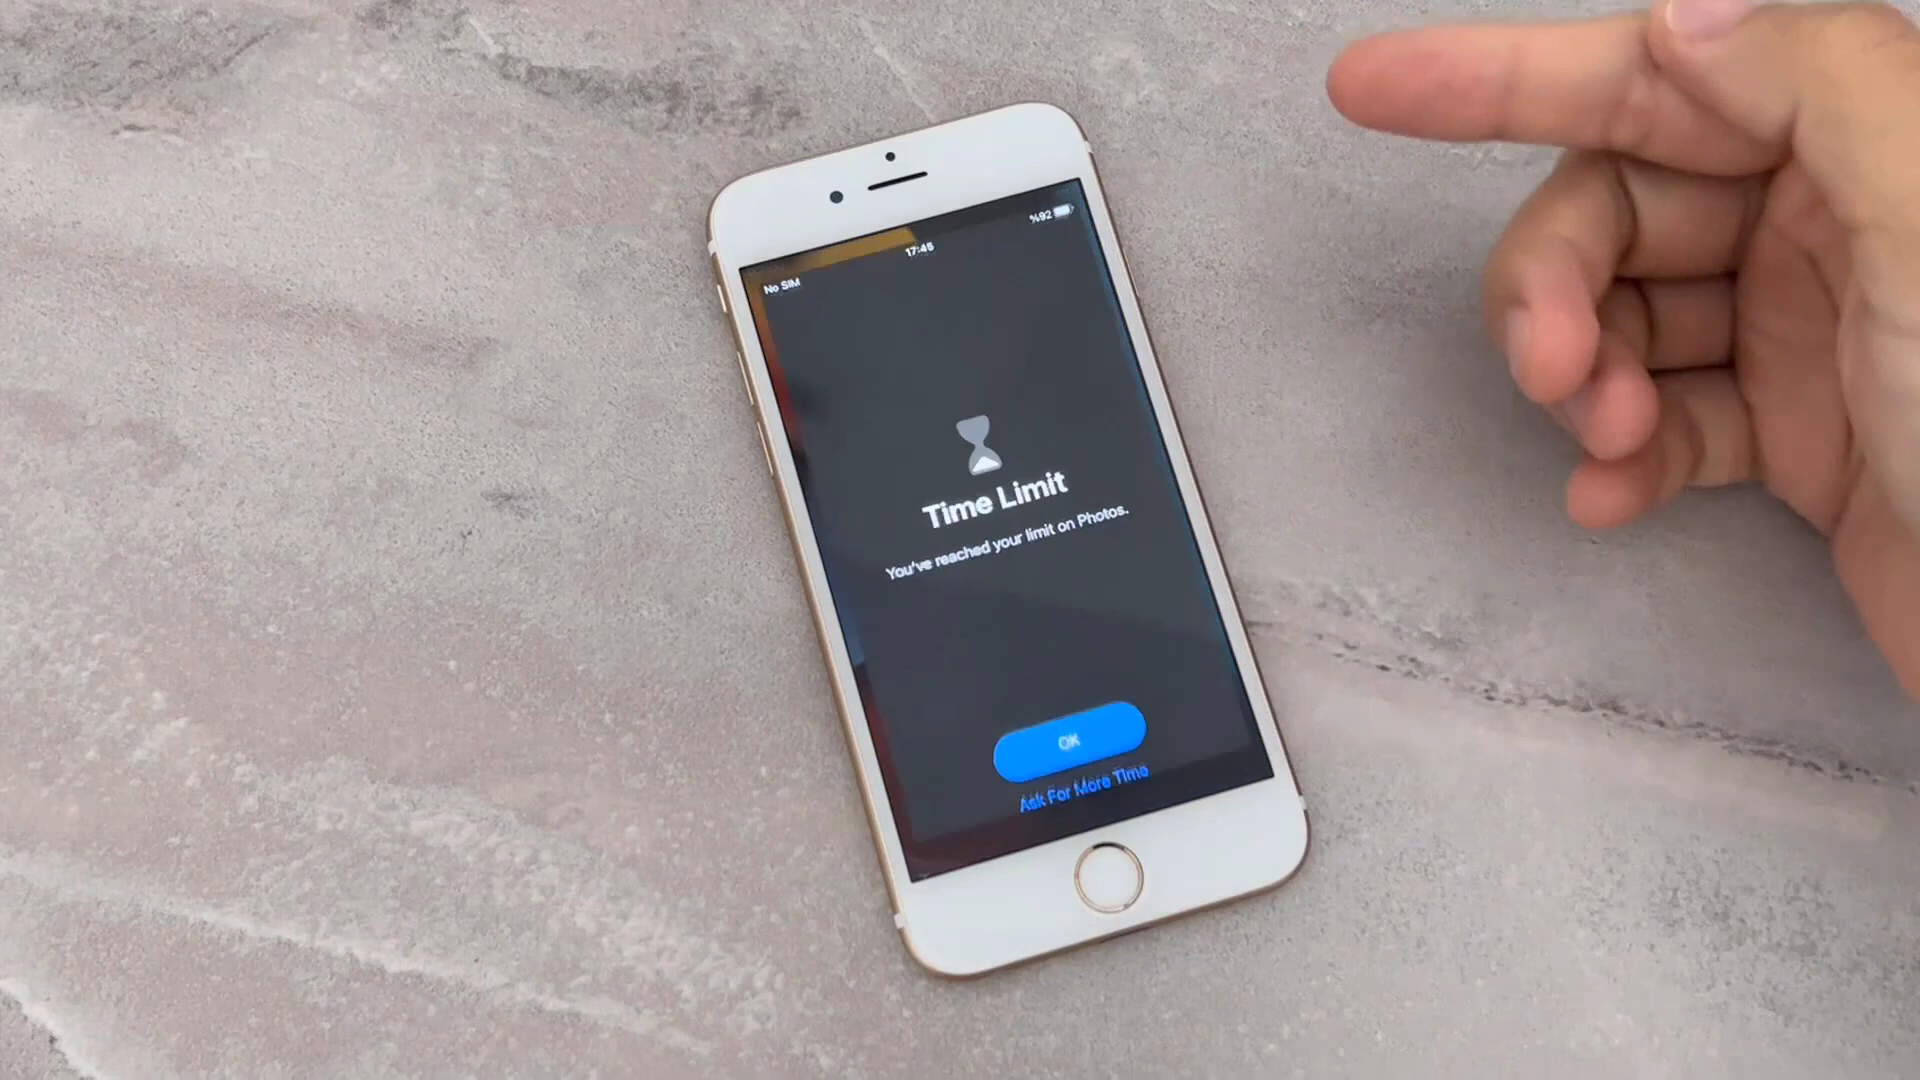 No SIM
17:45
%92
Time Limit
You've reached your limit on Photos.
OK
Ask For More Time